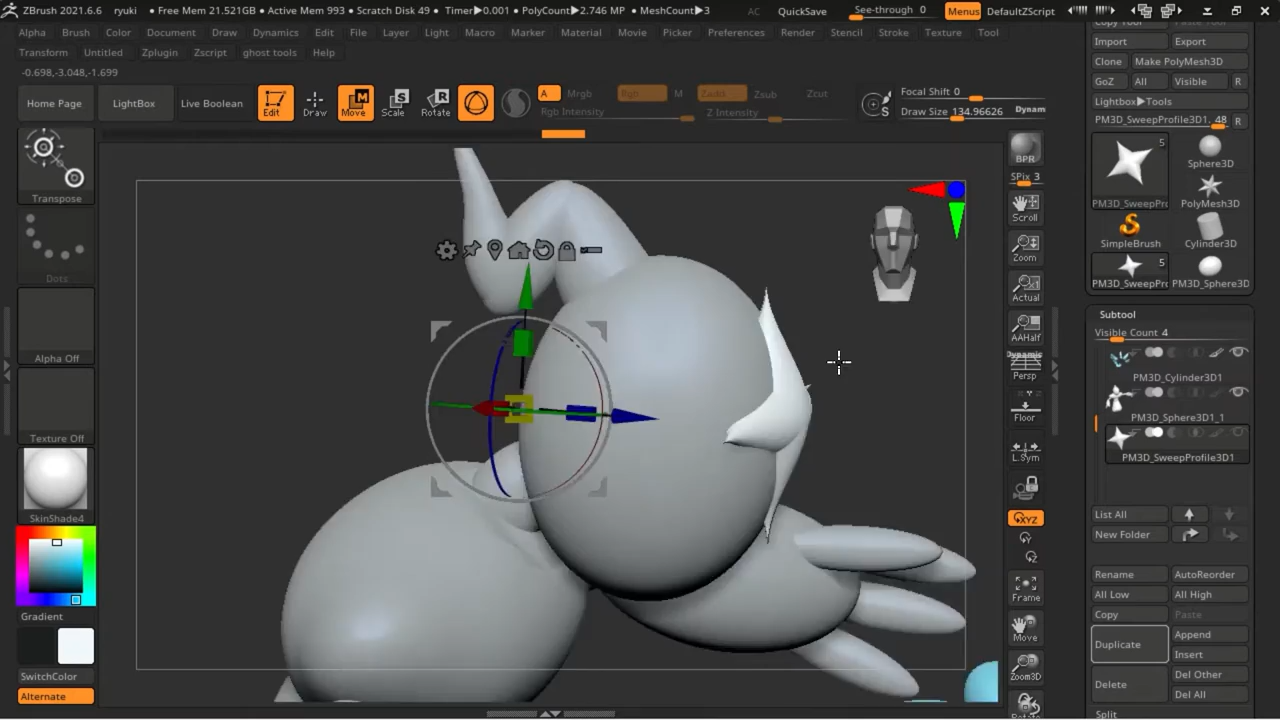 ZBrush 2021.6.6 ryuki • Free Mem 21.521GB • Active Mem 993 • Scratch Disk 49 • Timer▶0.001 • PolyCount▶2.746 MP • MeshCount▶3 AC QuickSave See-through 0 Menus DefaultZScript
Alpha Brush Color Document Draw Dynamics Edit File Layer Light Macro Marker Material Movie Picker Preferences Render Stencil Stroke Texture Tool
Transform Untitled Zplugin Zscript ghost tools Help
-0.698,-3.048,-1.699
Home Page LightBox Live Boolean Edit Draw Move Scale Rotate A Mrgb Rgb M Zadd Zsub Zcut
Rgb Intensity Z Intensity
S Focal Shift 0
Draw Size 134.96626 Dynam
Transpose
Dots
Alpha Off
Texture Off
SkinShade4
Gradient
SwitchColor
Alternate
BPR
SPix 3
Scroll
Zoom
Actual
AAHalf
Dynamic
Persp
Floor
L.Sym
XYZ
Y
Z
Frame
Move
Zoom3D
Import Export
Clone Make PolyMesh3D
GoZ All Visible R
Lightbox▶Tools
PM3D_SweepProfile3D1. 48 R
5
PM3D_SweepPro
Sphere3D
PolyMesh3D
SimpleBrush Cylinder3D
5
PM3D_SweepPro PM3D_Sphere3D1
Subtool
Visible Count 4
PM3D_Cylinder3D1
PM3D_Sphere3D1_1
PM3D_SweepProfile3D1
List All
New Folder
Rename AutoReorder
All Low All High
Copy Paste
Duplicate Append
Insert
Delete Del Other
Del All
Split